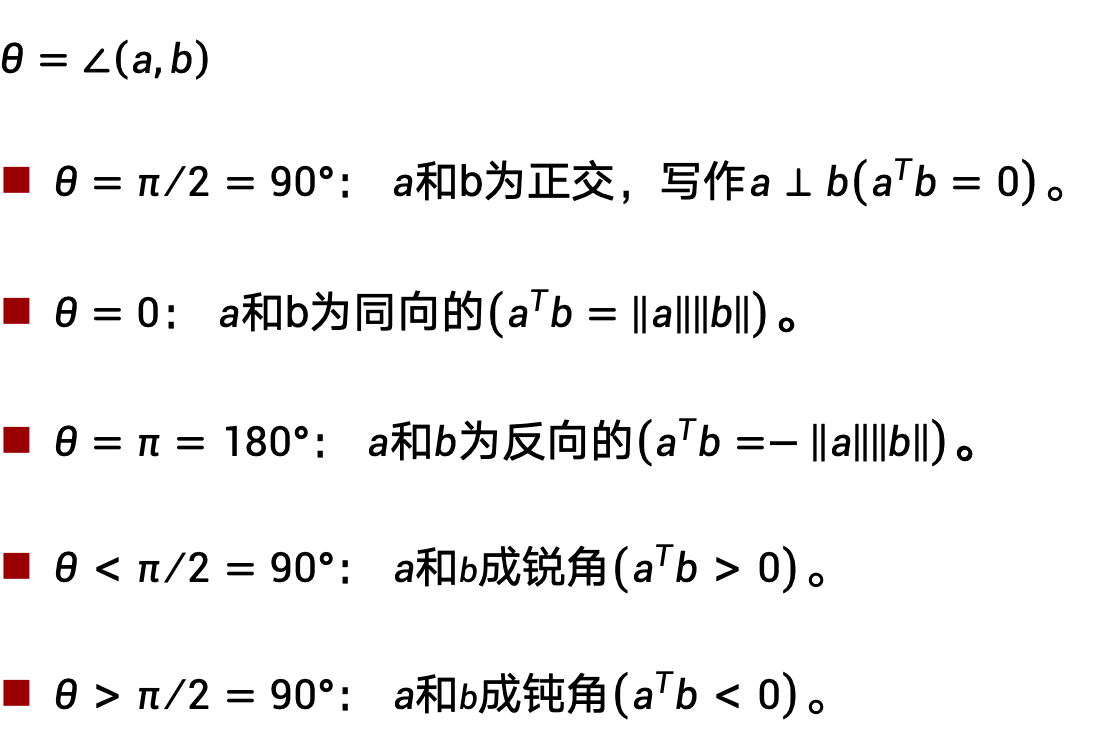 θ = ∠(a, b)
■ θ = π/2 = 90°： a和b为正交，写作a ⊥ b(aᵀb = 0)。
■ θ = 0： a和b为同向的(aᵀb = ‖a‖‖b‖)。
■ θ = π = 180°： a和b为反向的(aᵀb =− ‖a‖‖b‖)。
■ θ < π/2 = 90°： a和b成锐角(aᵀb > 0)。
■ θ > π/2 = 90°： a和b成钝角(aᵀb < 0)。